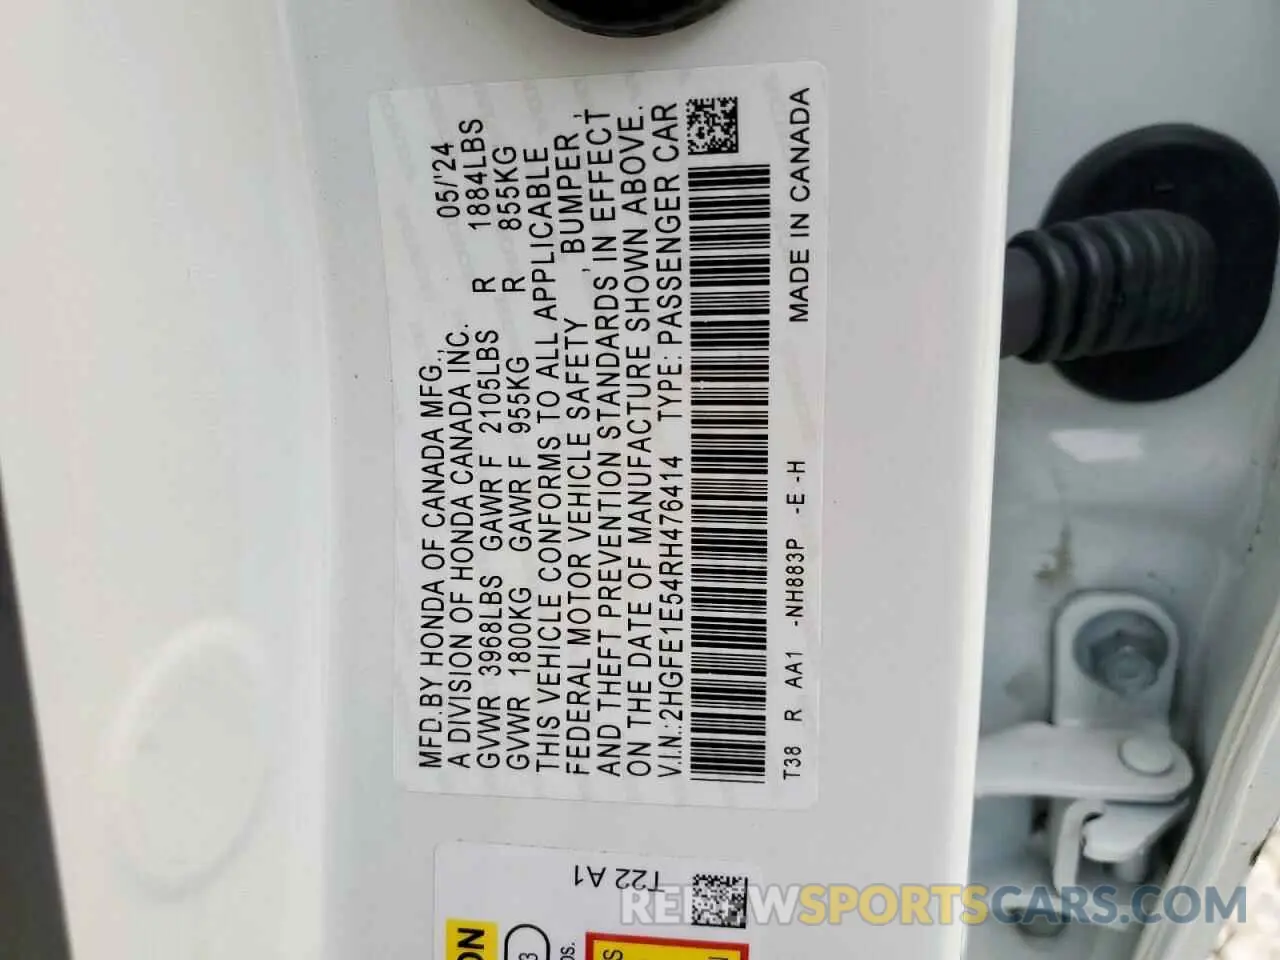 MFD.BY HONDA OF CANADA MFG., 05/'24
A DIVISION OF HONDA CANADA INC.
GVWR 3968LBS GAWR F 2105LBS R 1884LBS
GVWR 1800KG GAWR F 955KG R 855KG
THIS VEHICLE CONFORMS TO ALL APPLICABLE
FEDERAL MOTOR VEHICLE SAFETY , BUMPER ,
AND THEFT PREVENTION STANDARDS IN EFFECT
ON THE DATE OF MANUFACTURE SHOWN ABOVE.
V.I.N.:2HGFE1E54RH476414 TYPE: PASSENGER CAR
T38 R AA1 -NH883P -E -H MADE IN CANADA
T22 A1
REVIEWSPORTSCARS.COM